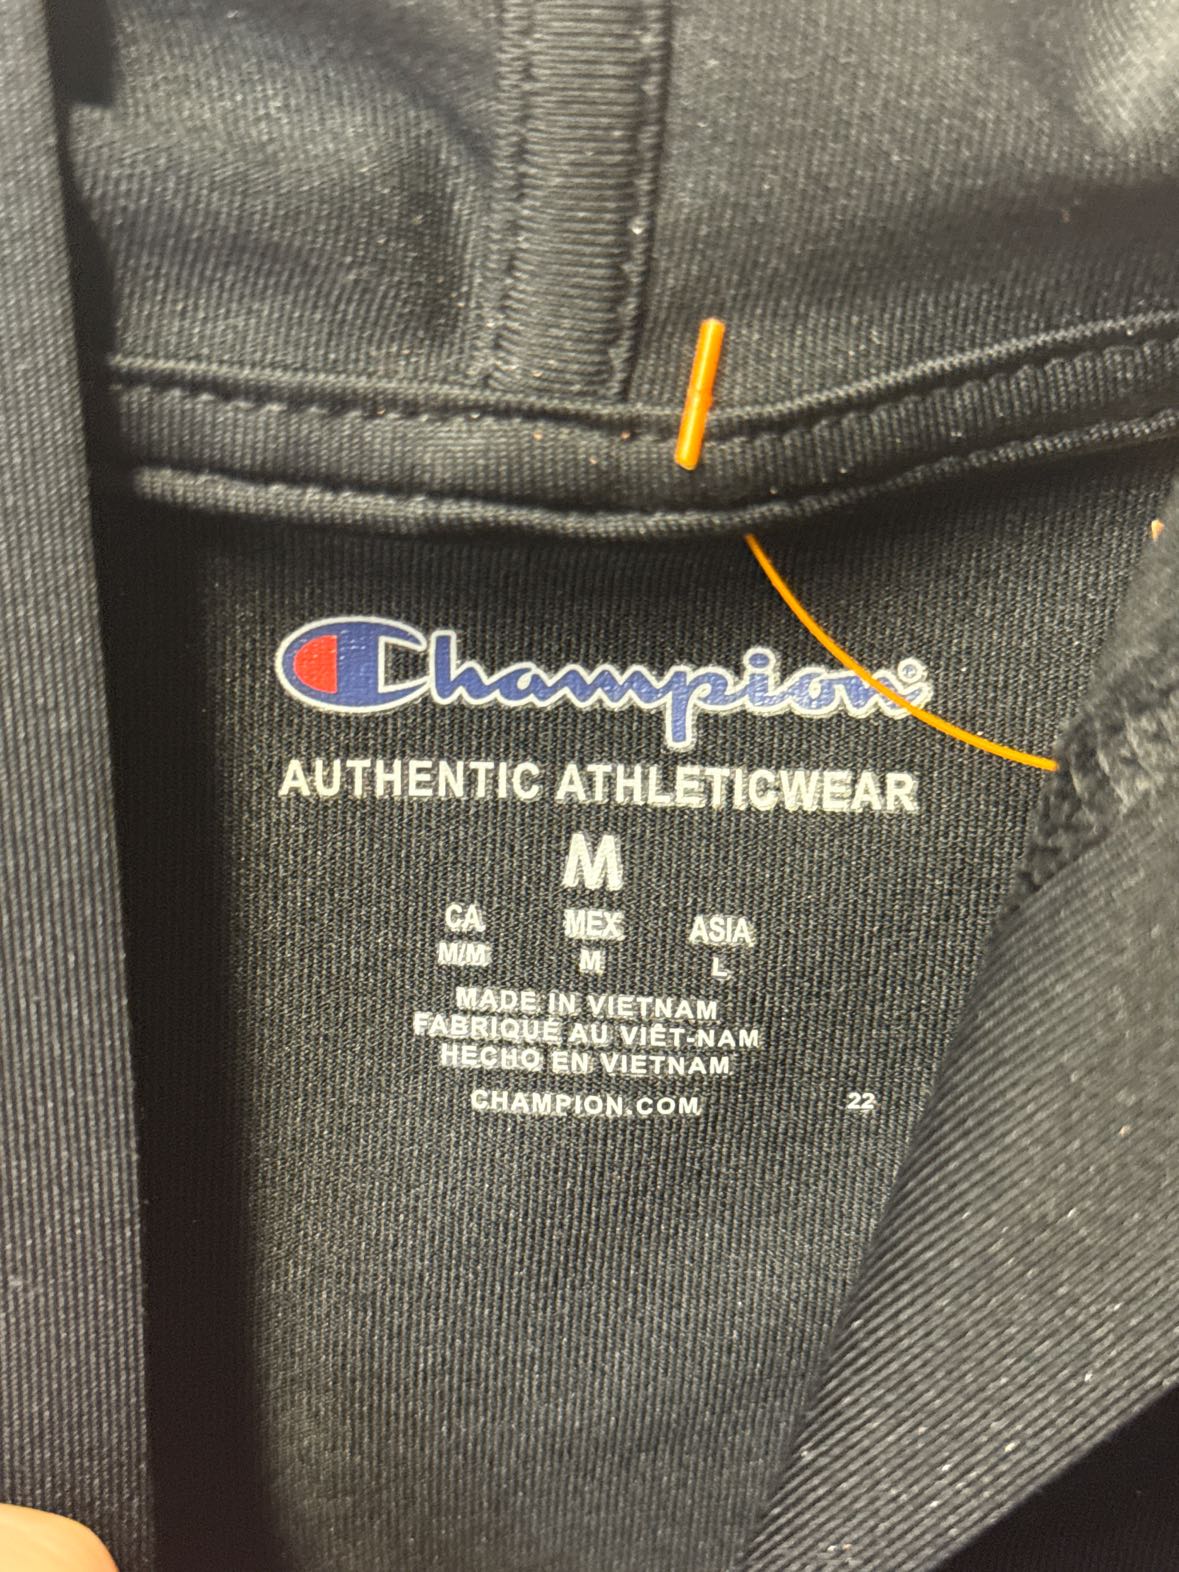 Champion
AUTHENTIC ATHLETICWEAR
M
CA MEX ASIA
M/M M L
MADE IN VIETNAM
FABRIQUÉ AU VIÊT-NAM
HECHO EN VIETNAM
CHAMPION.COM 22